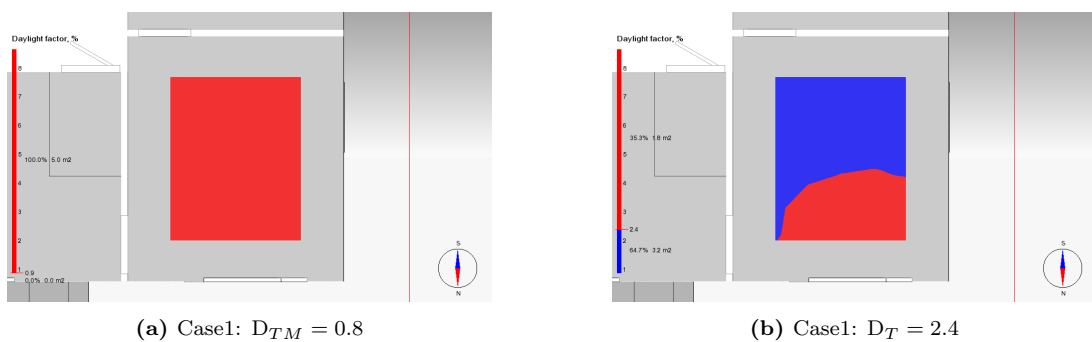 Daylight factor, %
8
7
6
5
100.0% 5.0 m2
4
3
2
1
0.9
0.0% 0.0 m2
S
N
(a) Case1: D_TM = 0.8
Daylight factor, %
8
7
6
35.3% 1.8 m2
5
4
3
2.4
2
64.7% 3.2 m2
1
S
N
(b) Case1: D_T = 2.4